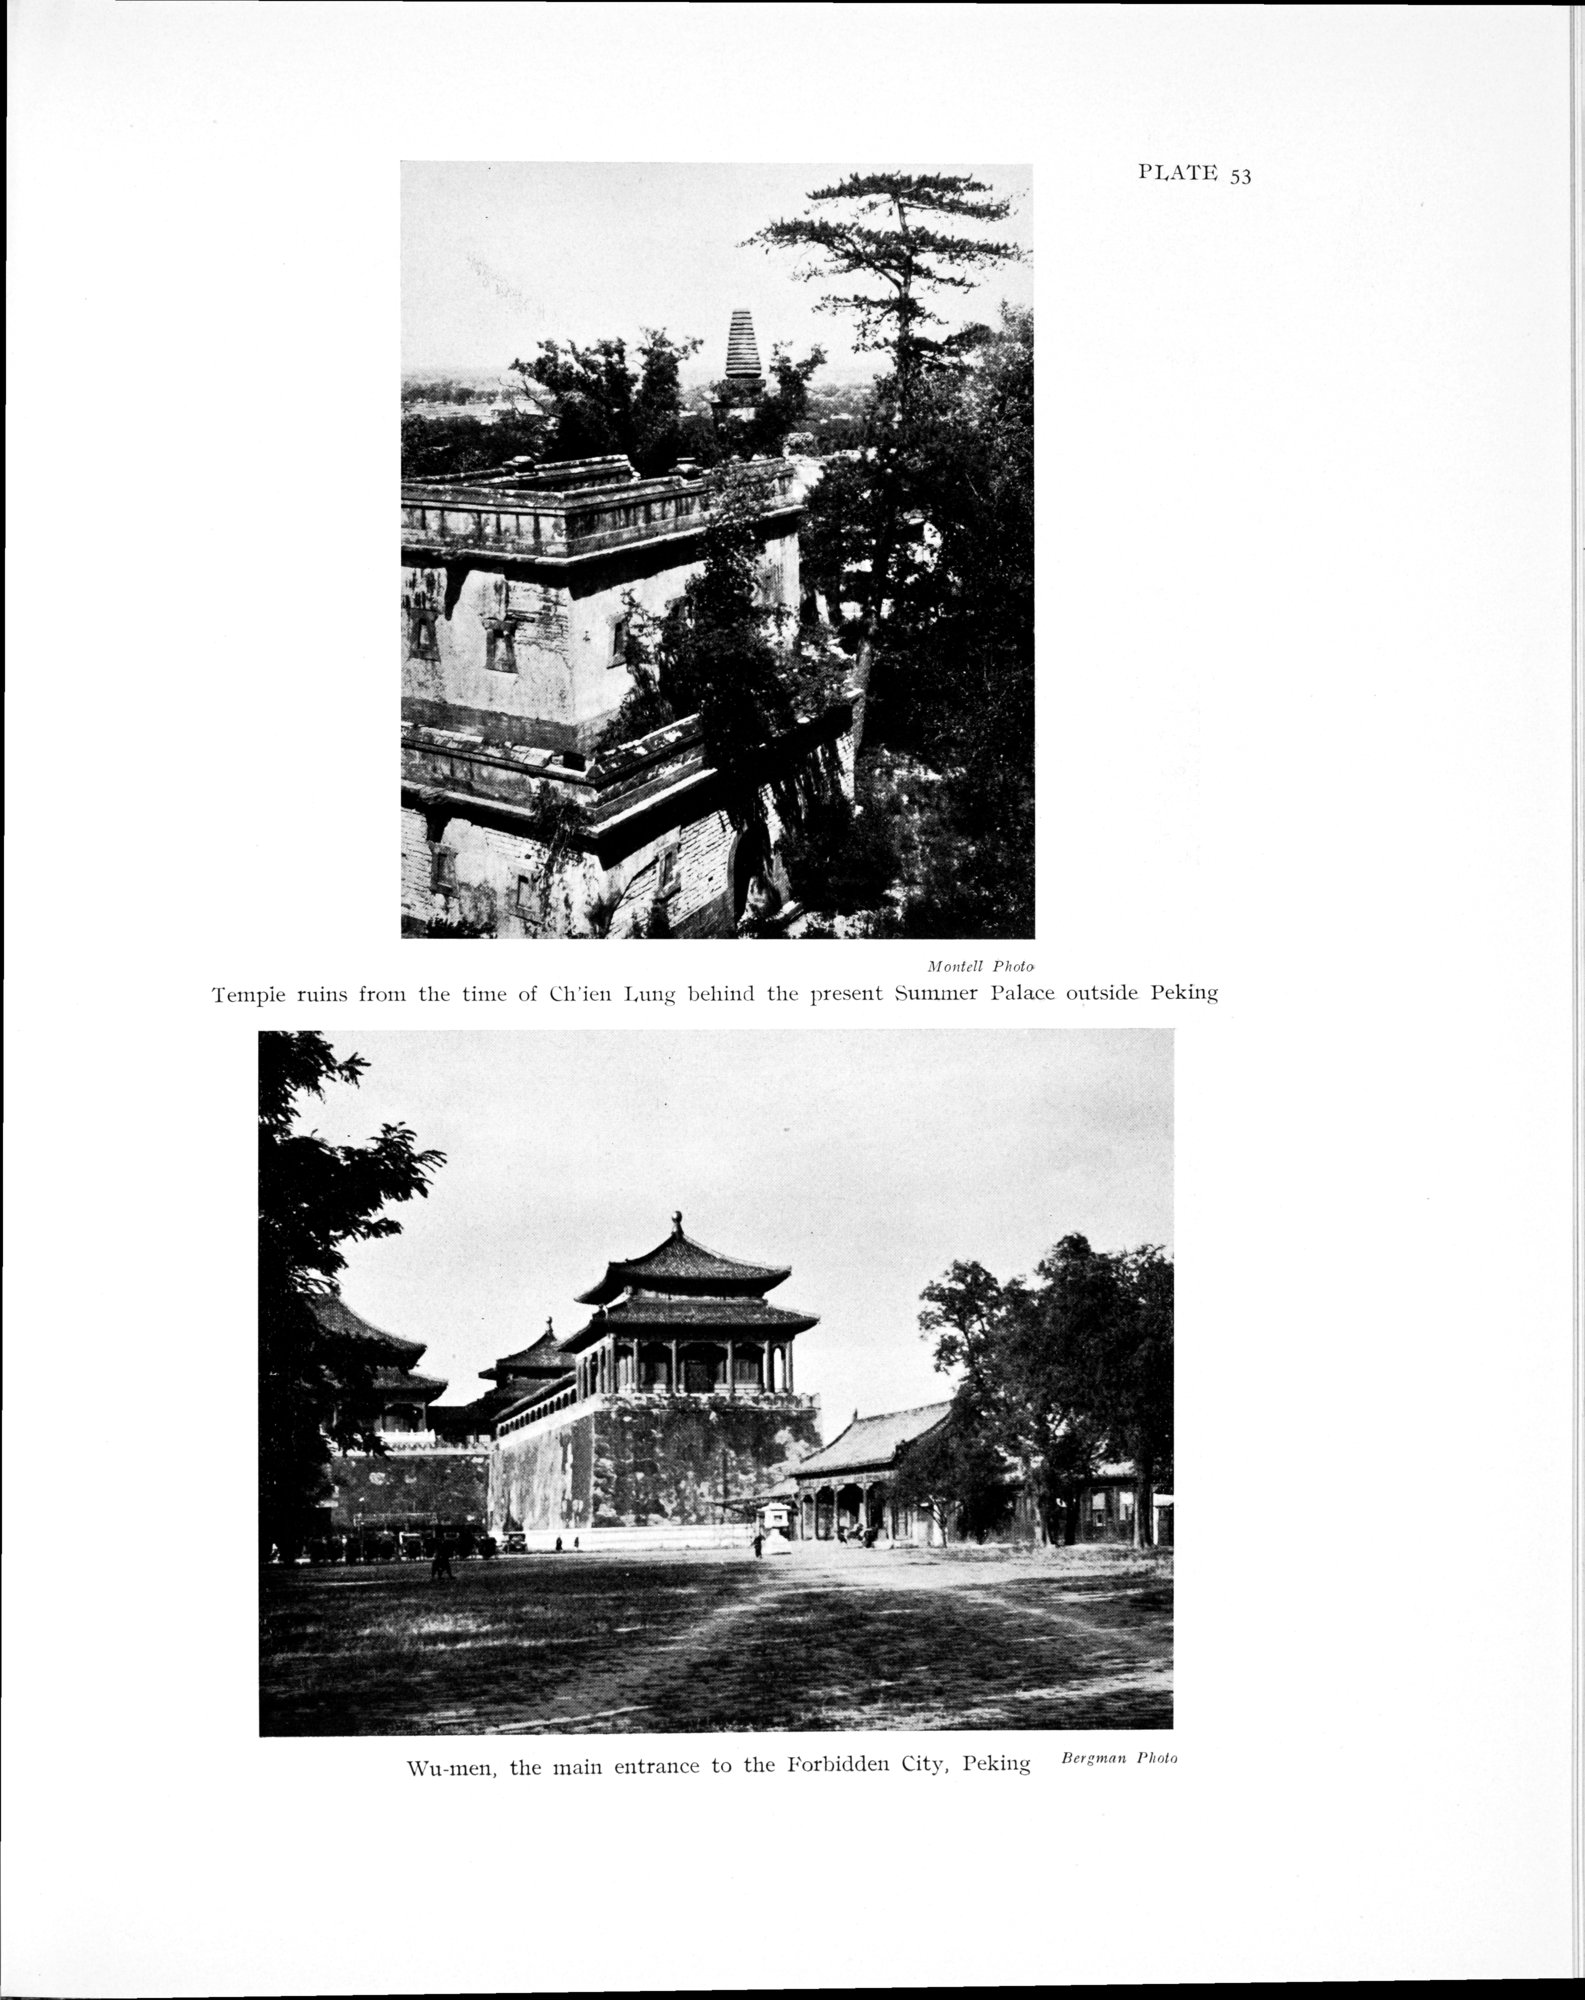 PLATE 53
Montell Photo
Temple ruins from the time of Ch'ien Lung behind the present Summer Palace outside Peking
Wu-men, the main entrance to the Forbidden City, Peking
Bergman Photo